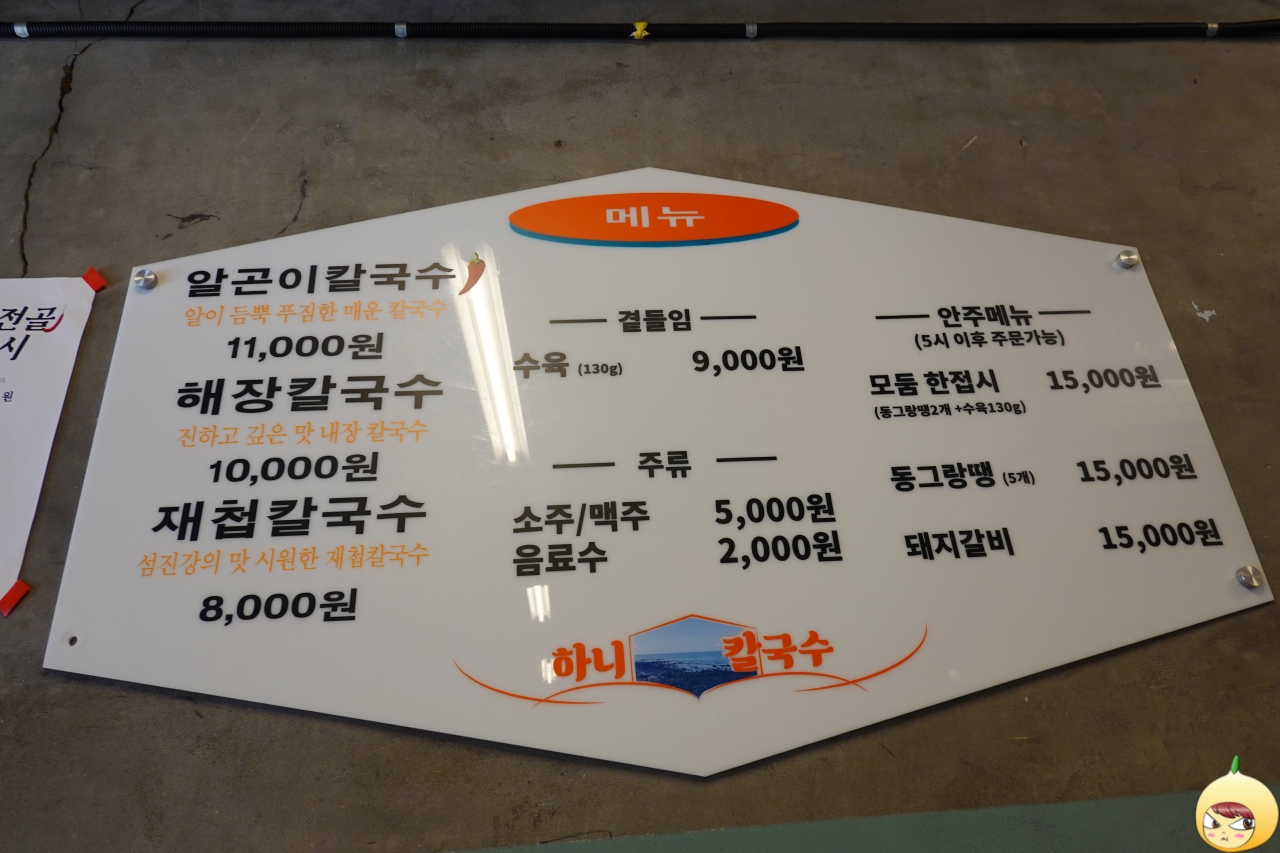 메뉴
알곤이칼국수
알이 듬뿍 푸짐한 매운 칼국수
11,000원
해장칼국수
진하고 깊은 맛 내장 칼국수
10,000원
재첩칼국수
섬진강의 맛 시원한 재첩칼국수
8,000원
곁들임
수육 (130g) 9,000원
주류
소주/맥주 5,000원
음료수 2,000원
안주메뉴
(5시 이후 주문가능)
모둠 한접시 15,000원
(동그랑땡2개 +수육130g)
동그랑땡 (5개) 15,000원
돼지갈비 15,000원
하니 칼국수
전골
시
원